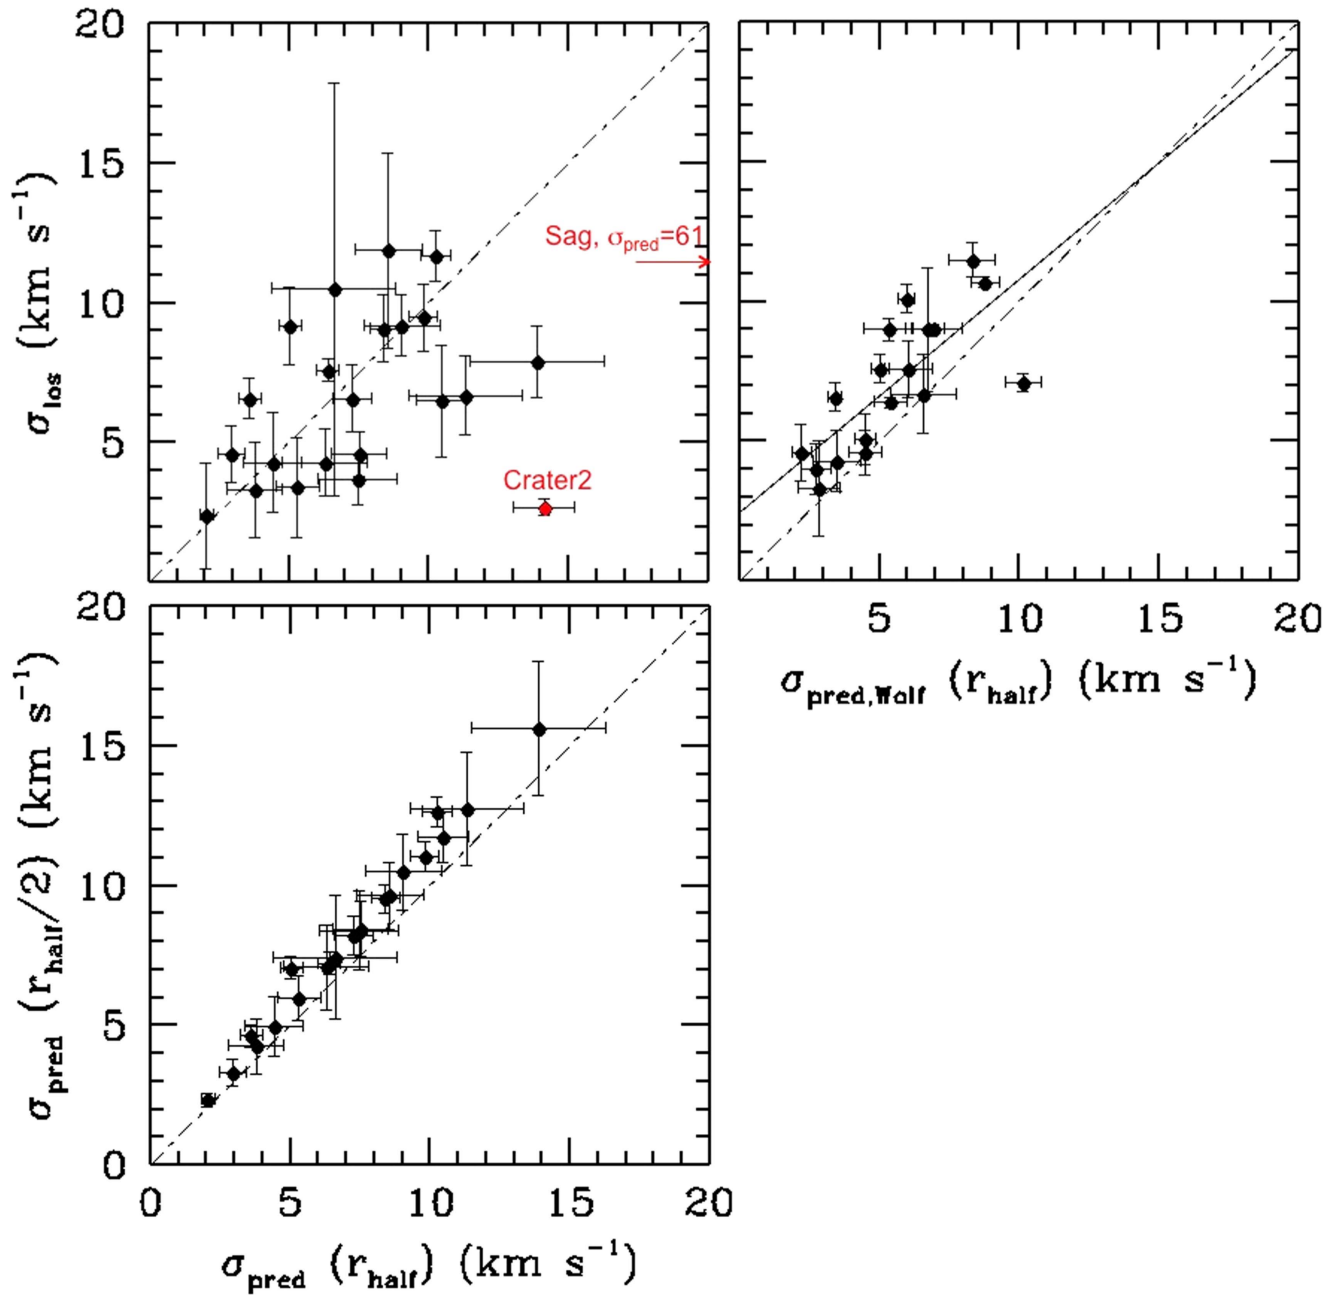 20
15
10
5
σlos (km s−1)
Sag, σpred=61
Crater2
5 10 15 20
σpred,Wolf (rhalf) (km s−1)
20
15
10
5
0
σpred (rhalf/2) (km s−1)
0 5 10 15 20
σpred (rhalf) (km s−1)